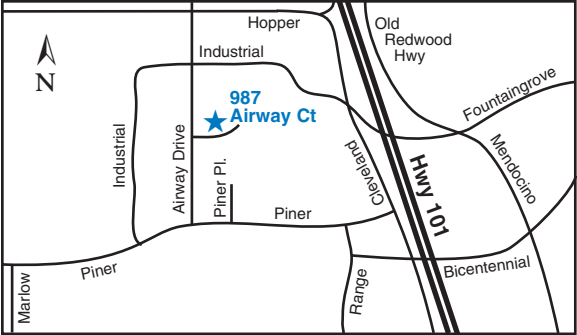 Hopper
Old
Redwood
Hwy
Industrial
N
987
Airway Ct
Fountaingrove
Industrial
Airway Drive
Piner Pl.
Cleveland
Hwy 101
Mendocino
Piner
Piner
Bicentennial
Marlow
Range